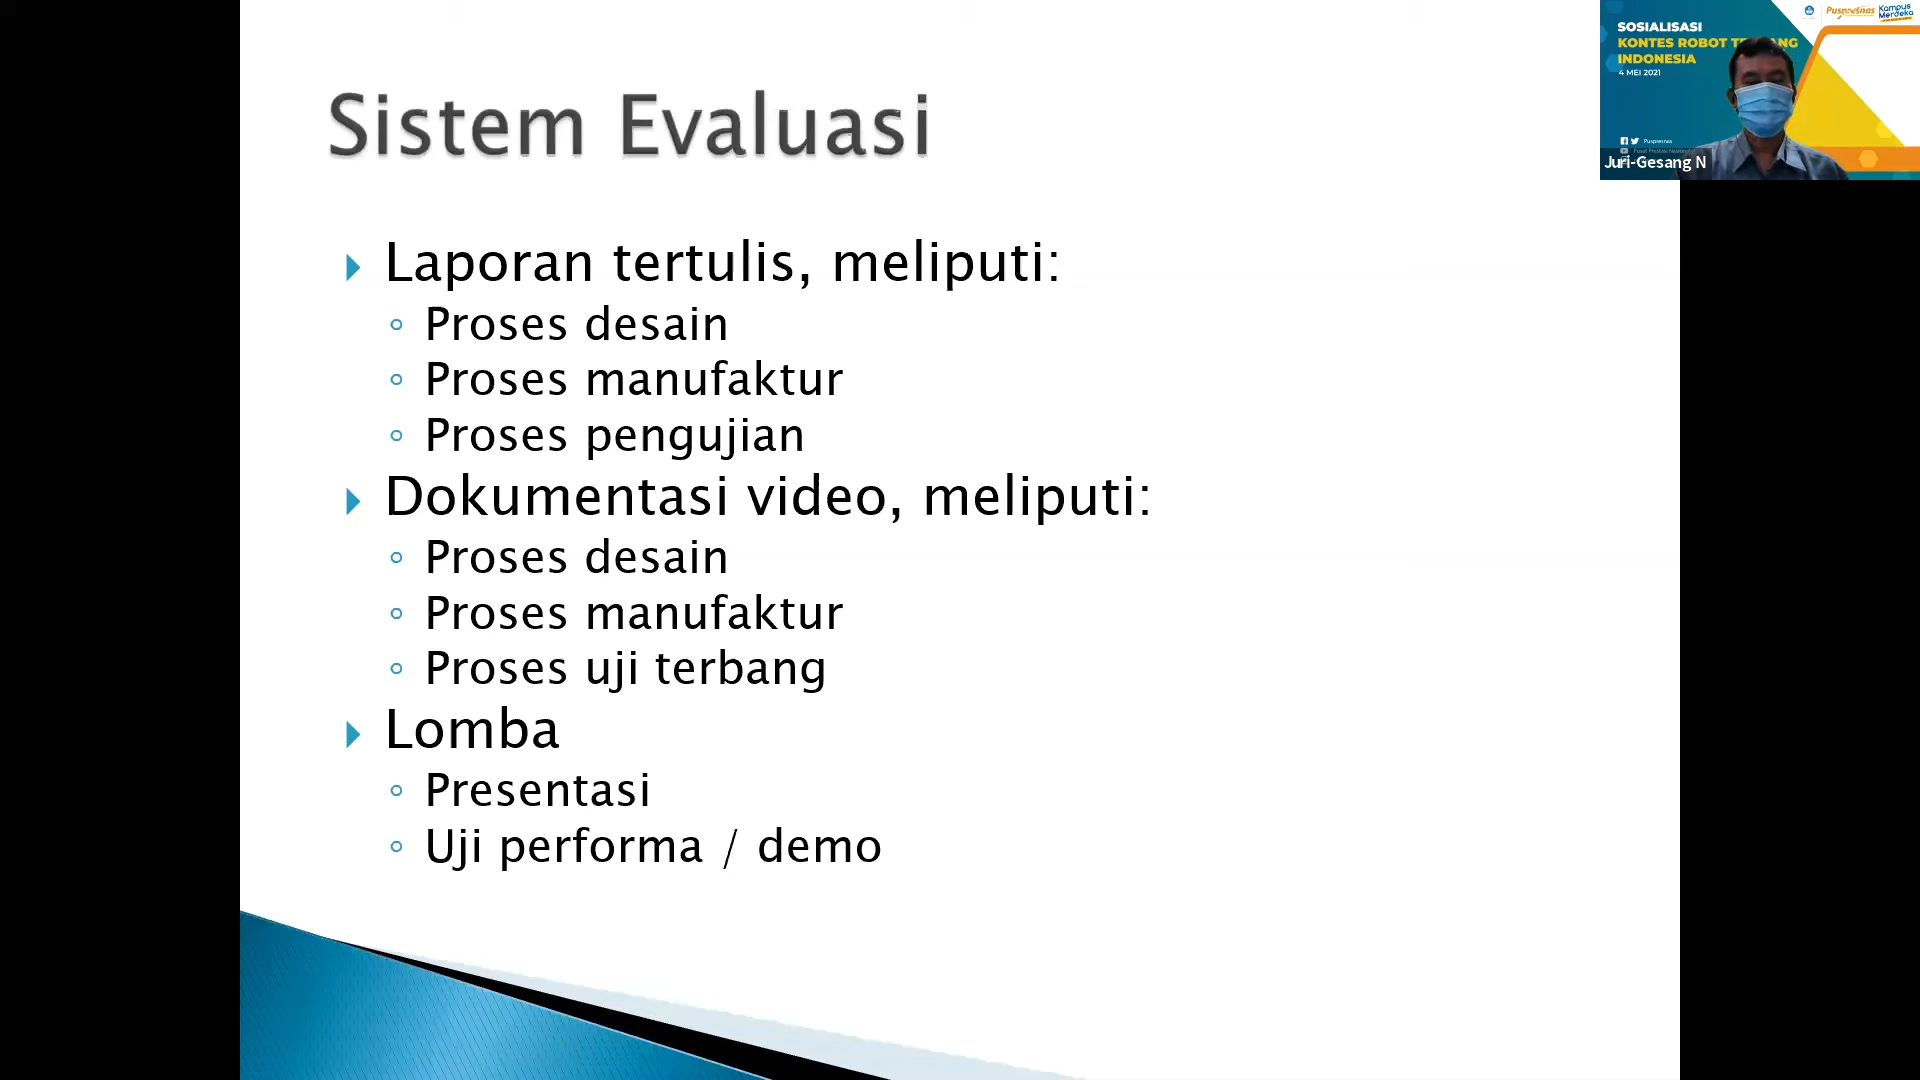 Sistem Evaluasi
Laporan tertulis, meliputi:
Proses desain
Proses manufaktur
Proses pengujian
Dokumentasi video, meliputi:
Proses desain
Proses manufaktur
Proses uji terbang
Lomba
Presentasi
Uji performa / demo
Puspresnas
Kampus
Merdeka
SOSIALISASI
KONTES ROBOT
INDONESIA
4 MEI 2021
Puspresnas
Pusat Prestasi Nasional
Juri-Gesang N